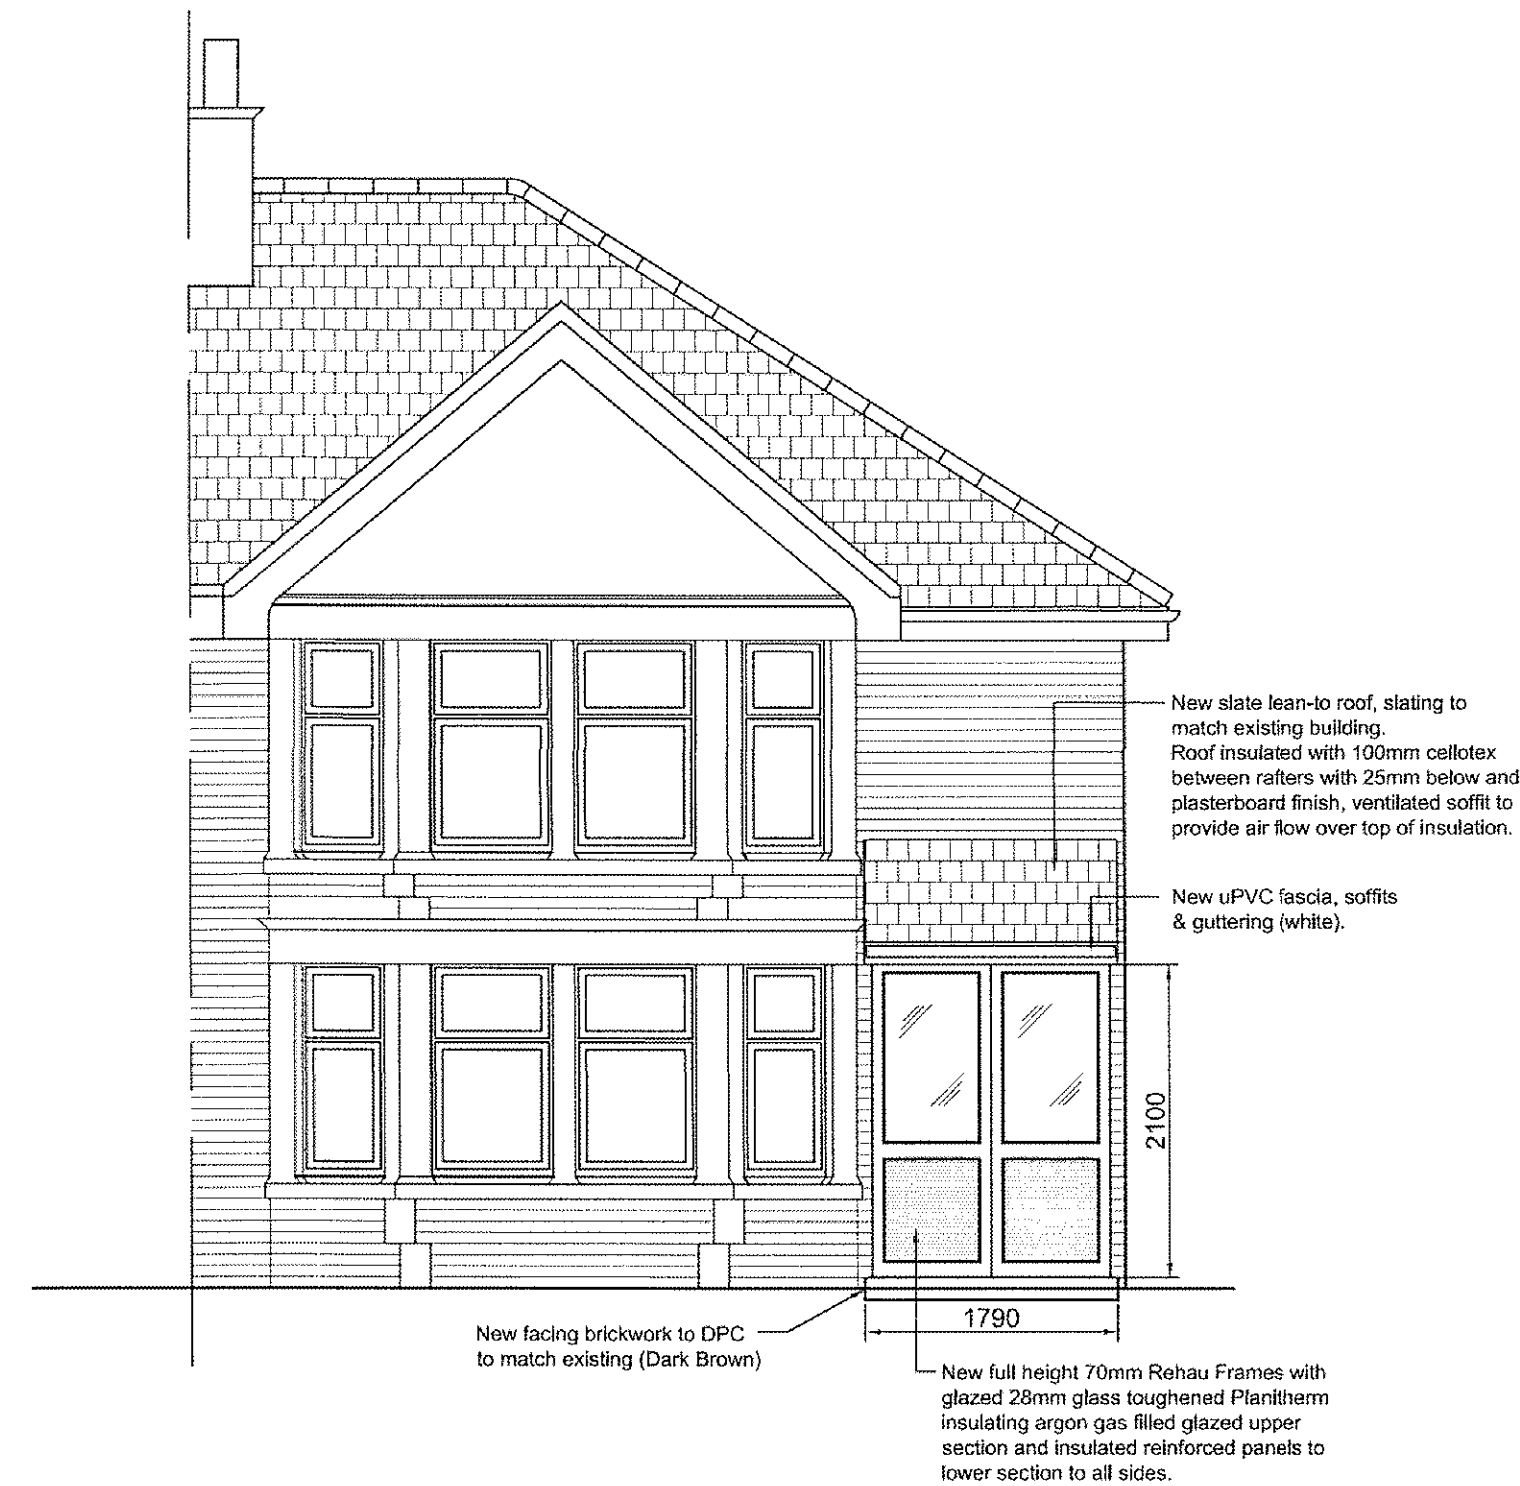 New slate lean-to roof, slating to
match existing building.
Roof insulated with 100mm cellotex
between rafters with 25mm below and
plasterboard finish, ventilated soffit to
provide air flow over top of insulation.
New uPVC fascia, soffits
& guttering (white).
2100
1790
New facing brickwork to DPC
to match existing (Dark Brown)
New full height 70mm Rehau Frames with
glazed 28mm glass toughened Planitherm
insulating argon gas filled glazed upper
section and insulated reinforced panels to
lower section to all sides.